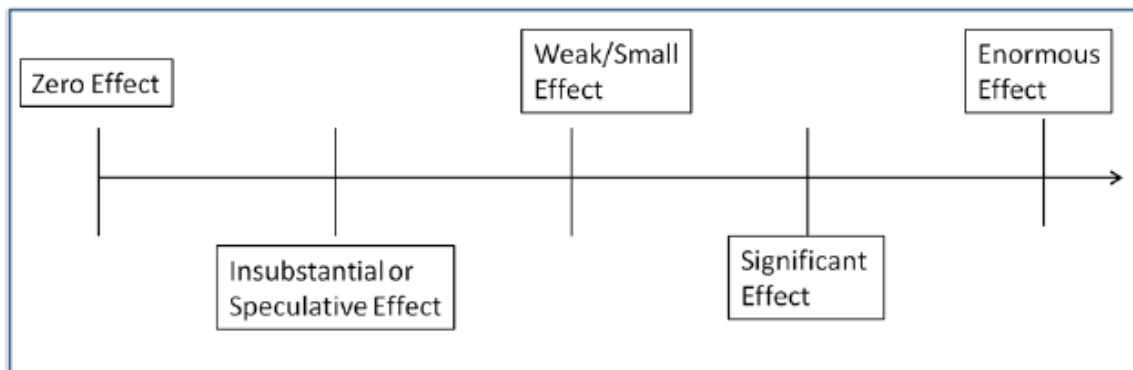 Zero Effect
Insubstantial or
Speculative Effect
Weak/Small
Effect
Significant
Effect
Enormous
Effect